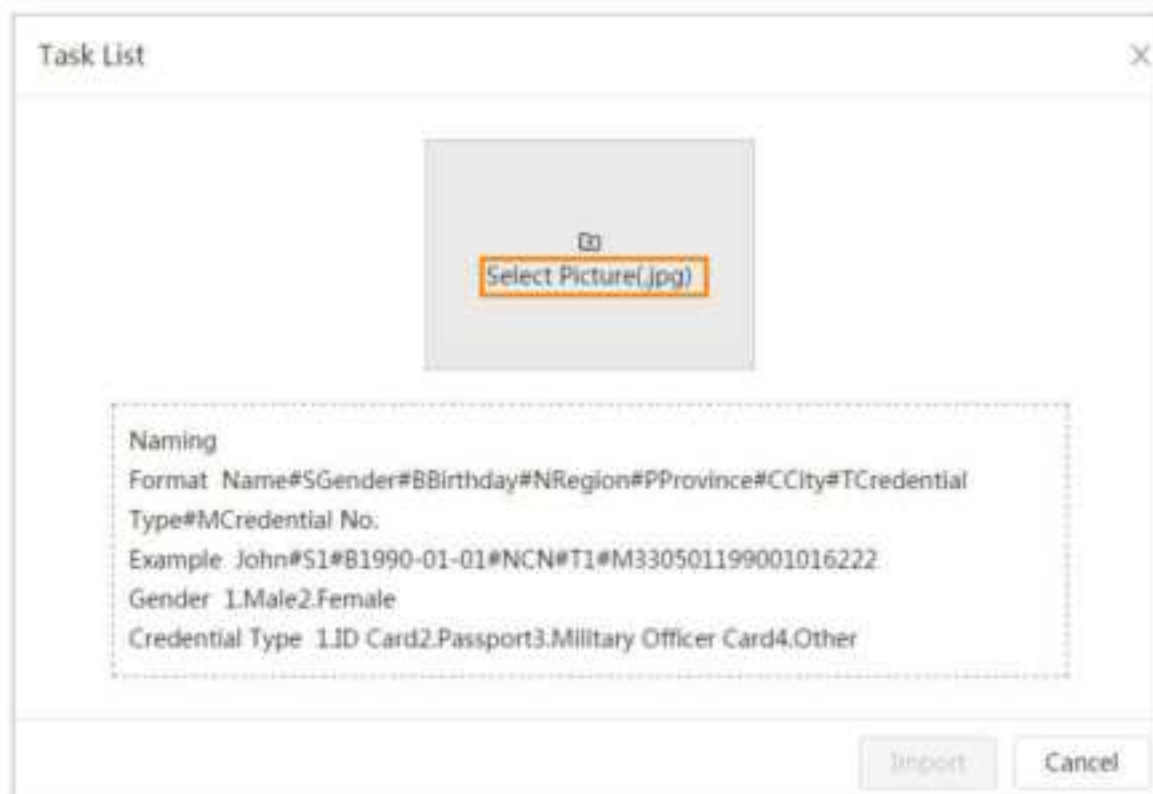 Task List
Select Picture(.jpg)
Naming
Format Name#SGender#BBirthday#NRegion#PProvince#CCity#TCredential
Type#MCredential No.
Example John#S1#B1990-01-01#NCN#T1#M330501199001016222
Gender 1.Male2.Female
Credential Type 1.ID Card2.Passport3.Military Officer Card4.Other
Import
Cancel